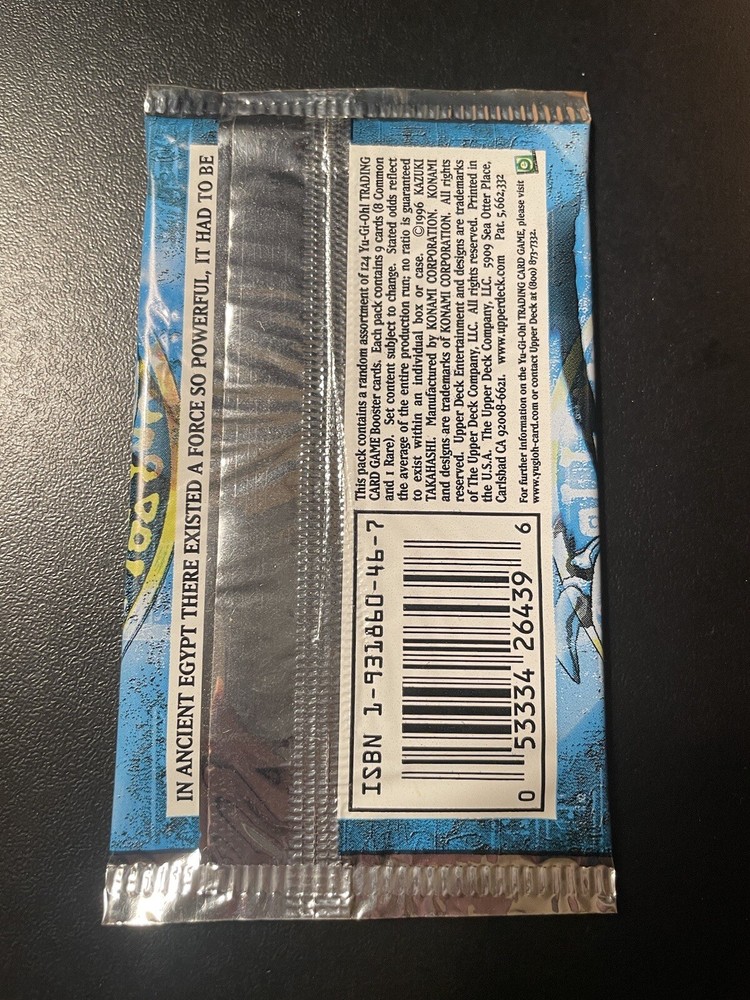 IN ANCIENT EGYPT THERE EXISTED A FORCE SO POWERFUL, IT HAD TO BE
This pack contains a random assortment of 124 Yu-Gi-Oh! TRADING
CARD GAME Booster cards. Each pack contains 9 cards (8 Common
and 1 Rare). Set content subject to change. Stated odds reflect
the average of the entire production run; no ratio is guaranteed
to exist within an individual box or case. ©1996 KAZUKI
TAKAHASHI. Manufactured by KONAMI CORPORATION. KONAMI
and designs are trademarks of KONAMI CORPORATION. All rights
reserved. Upper Deck Entertainment and designs are trademarks
of The Upper Deck Company, LLC. All rights reserved. Printed in
the U.S.A. The Upper Deck Company, LLC. 5909 Sea Otter Place,
Carlsbad CA 92008-6621. www.upperdeck.com Pat. 5,662,332
For further information on the Yu-Gi-Oh! TRADING CARD GAME, please visit
www.yugioh-card.com or contact Upper Deck at (800) 873-7332.
ISBN 1-931860-46-7
0 53334 26439 6